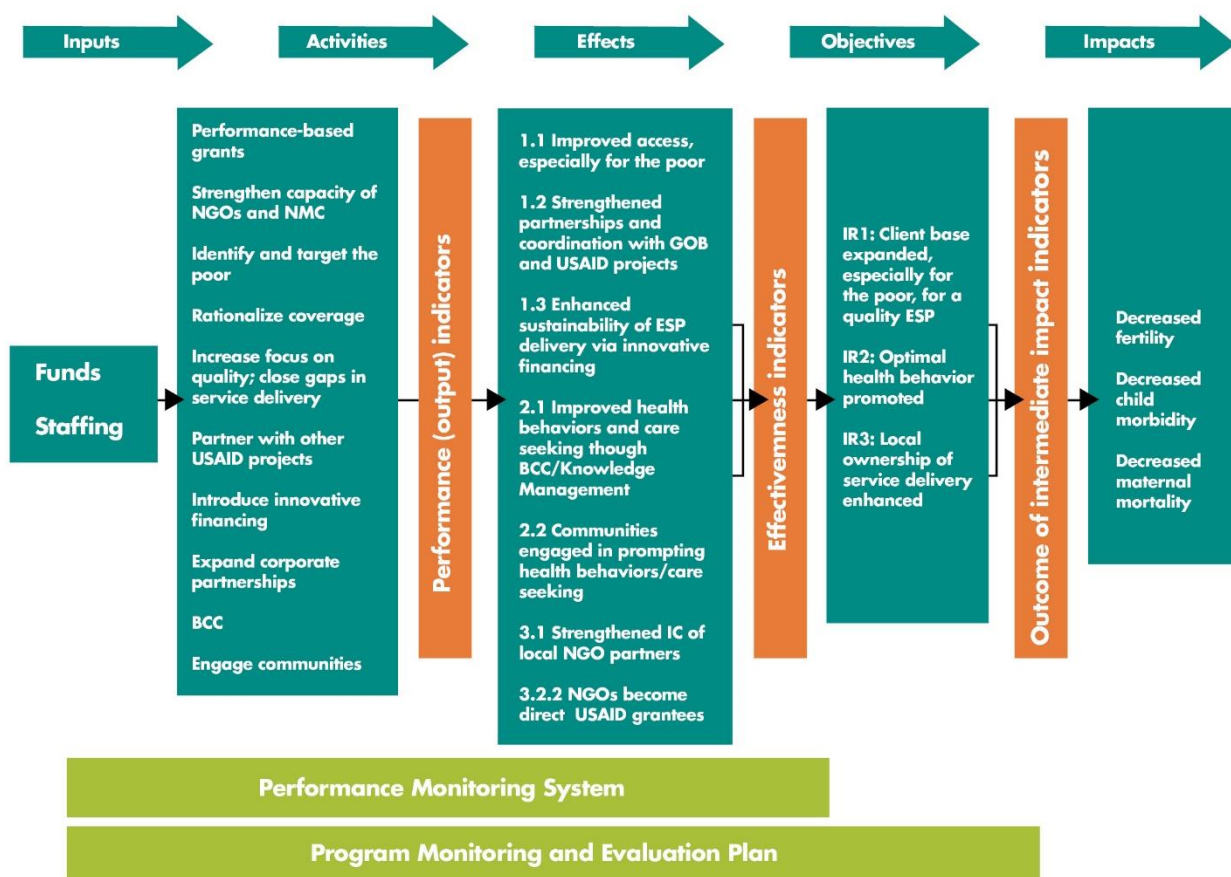 Inputs
Activities
Effects
Objectives
Impacts
Funds
Staffing
Performance-based
grants
Strengthen capacity of
NGOs and NMC
Identify and target the
poor
Rationalize coverage
Increase focus on
quality; close gaps in
service delivery
Partner with other
USAID projects
Introduce innovative
financing
Expand corporate
partnerships
BCC
Engage communities
Performance (output) indicators
1.1 Improved access,
especially for the poor
1.2 Strengthened
partnerships and
coordination with GOB
and USAID projects
1.3 Enhanced
sustainability of ESP
delivery via innovative
financing
2.1 Improved health
behaviors and care
seeking though
BCC/Knowledge
Management
2.2 Communities
engaged in prompting
health behaviors/care
seeking
3.1 Strengthened IC of
local NGO partners
3.2.2 NGOs become
direct USAID grantees
Effectivemness indicators
IR1: Client base
expanded,
especially for
the poor, for a
quality ESP
IR2: Optimal
health behavior
promoted
IR3: Local
ownership of
service delivery
enhanced
Outcome of intermediate impact indicators
Decreased
fertility
Decreased
child
morbidity
Decreased
maternal
mortality
Performance Monitoring System
Program Monitoring and Evaluation Plan